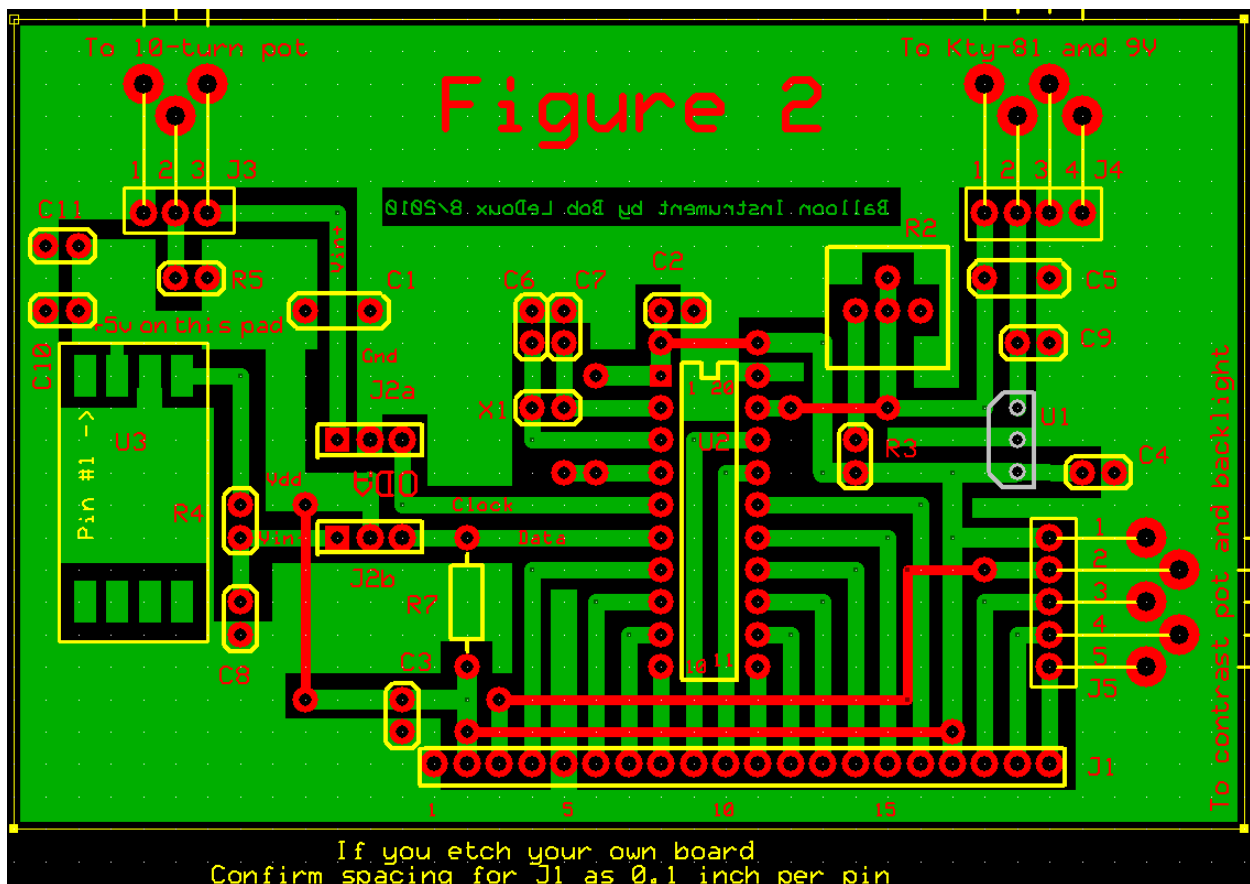 To 10-turn pot
To Kty-81 and 9V
Figure 2
1 2 3 J3
1 2 3 4 J4
Balloon Instrument by Bob LeDoux 8/2010
C11
R2
Vin+
R5
C1
C6 C7
C2
C5
-5v on this pad
C9
Gnd
C10
J2a
1 20
X1
U1
U3
U2
R3
C4
Pin #1 ->
Vdd
ADO
Clock
R4
Vin-
Data
1
2
3
4
5
J2b
R7
C3
10 11
C8
J5
To contrast pot and backlight
J1
1 5 10 15
If you etch your own board
Confirm spacing for J1 as 0.1 inch per pin